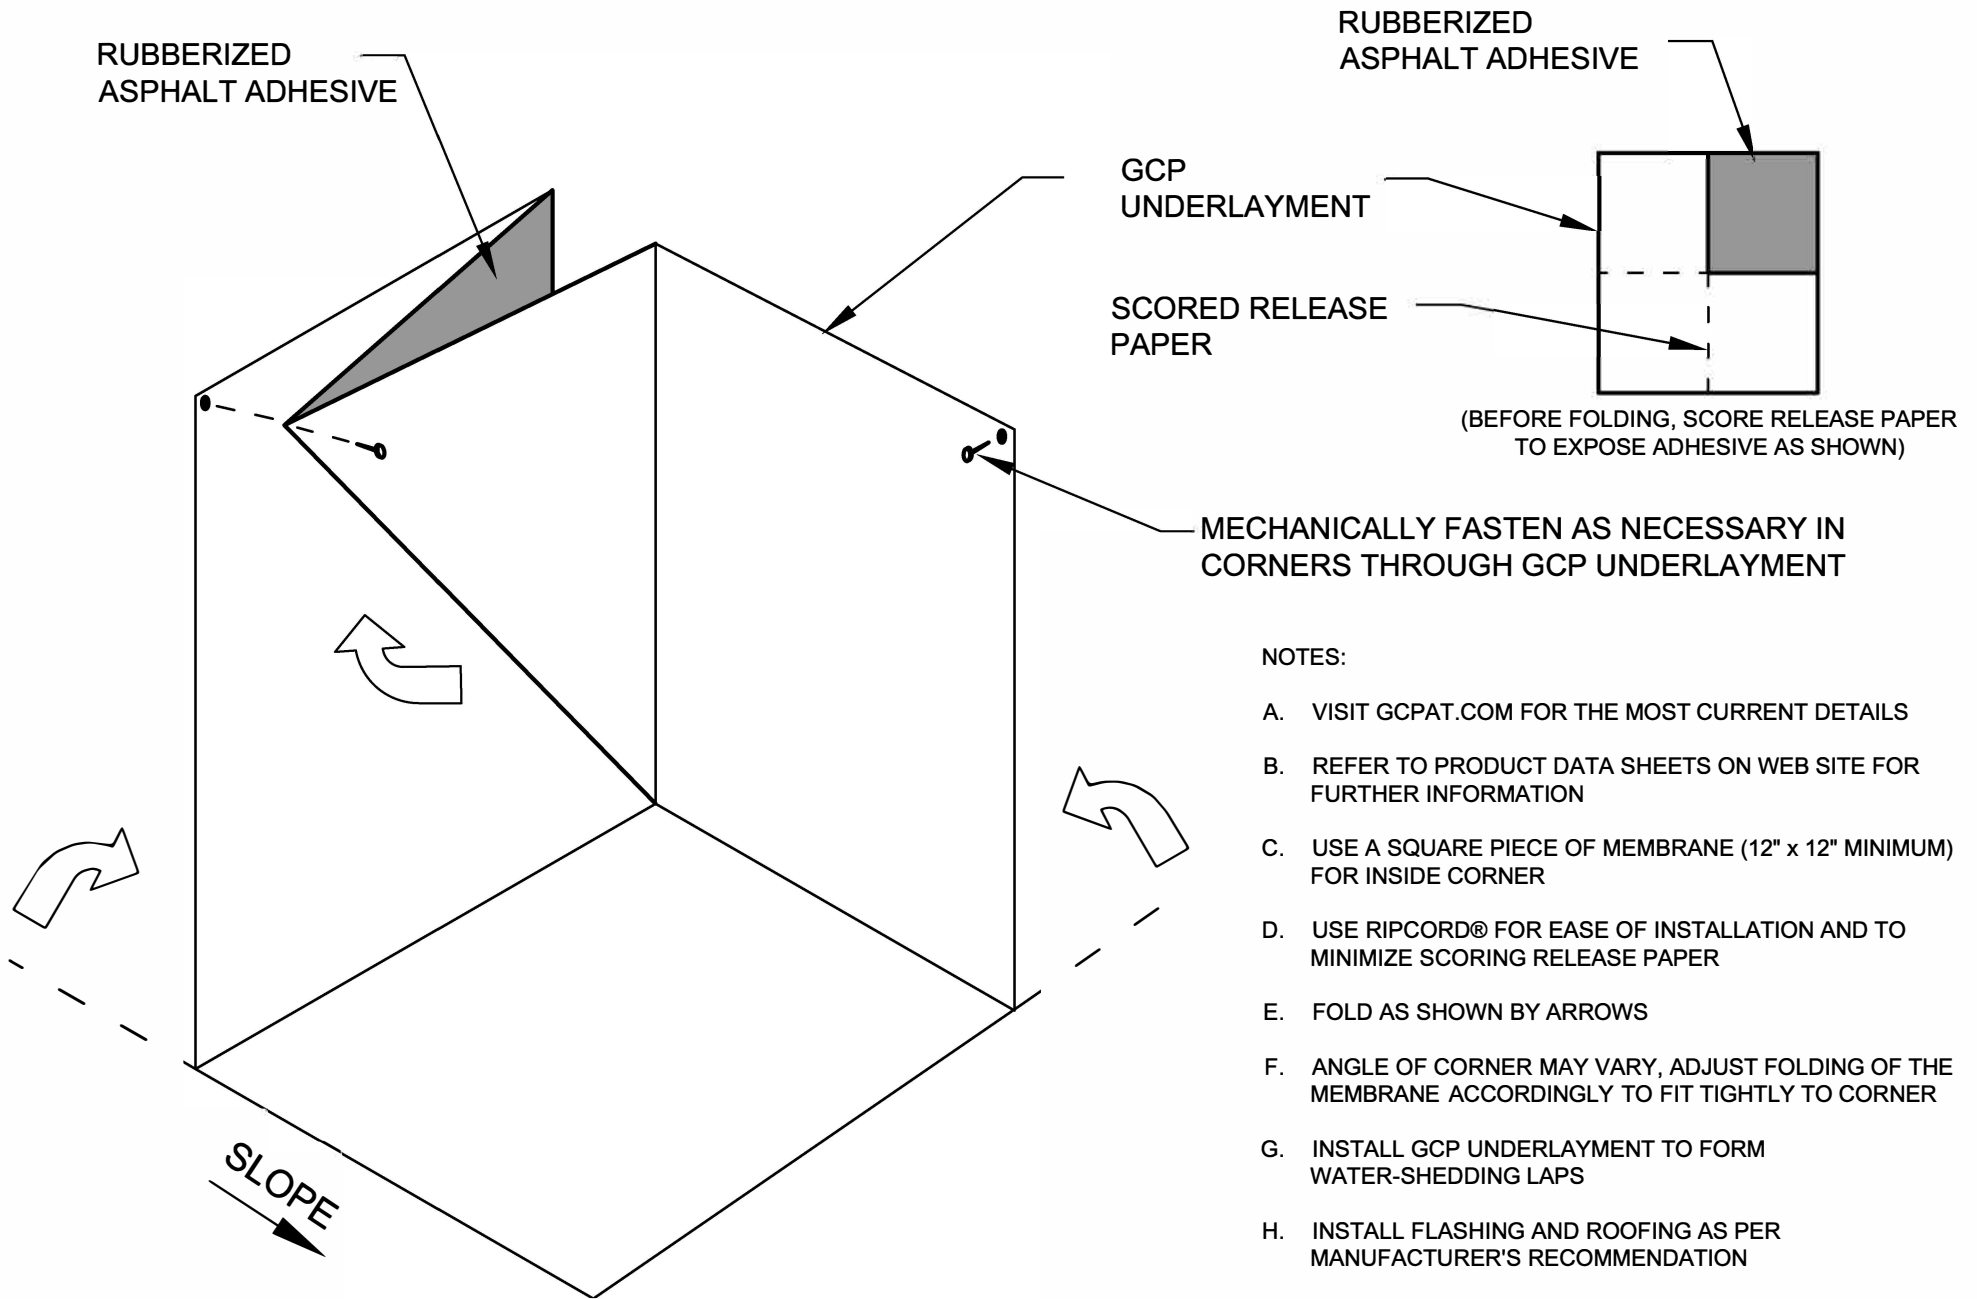 RUBBERIZED
ASPHALT ADHESIVE
RUBBERIZED
ASPHALT ADHESIVE
GCP
UNDERLAYMENT
SCORED RELEASE
PAPER
(BEFORE FOLDING, SCORE RELEASE PAPER
TO EXPOSE ADHESIVE AS SHOWN)
MECHANICALLY FASTEN AS NECESSARY IN
CORNERS THROUGH GCP UNDERLAYMENT
NOTES:
A. VISIT GCPAT.COM FOR THE MOST CURRENT DETAILS
B. REFER TO PRODUCT DATA SHEETS ON WEB SITE FOR
FURTHER INFORMATION
C. USE A SQUARE PIECE OF MEMBRANE (12" x 12" MINIMUM)
FOR INSIDE CORNER
D. USE RIPCORD® FOR EASE OF INSTALLATION AND TO
MINIMIZE SCORING RELEASE PAPER
E. FOLD AS SHOWN BY ARROWS
F. ANGLE OF CORNER MAY VARY, ADJUST FOLDING OF THE
MEMBRANE ACCORDINGLY TO FIT TIGHTLY TO CORNER
G. INSTALL GCP UNDERLAYMENT TO FORM
WATER-SHEDDING LAPS
H. INSTALL FLASHING AND ROOFING AS PER
MANUFACTURER'S RECOMMENDATION
SLOPE